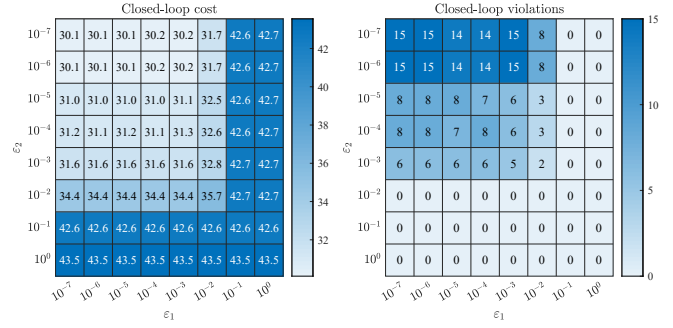 Closed-loop cost
10⁻⁷ 30.1 30.1 30.1 30.2 30.2 31.7 42.6 42.7
10⁻⁶ 30.1 30.1 30.1 30.2 30.2 31.7 42.6 42.7
10⁻⁵ 31.0 31.0 31.0 31.0 31.1 32.5 42.6 42.7
10⁻⁴ 31.2 31.1 31.2 31.1 31.3 32.6 42.6 42.7
10⁻³ 31.6 31.6 31.6 31.6 31.6 32.8 42.7 42.7
10⁻² 34.4 34.4 34.4 34.4 34.4 35.7 42.7 42.7
10⁻¹ 42.6 42.6 42.6 42.6 42.6 42.6 42.6 42.7
10⁰ 43.5 43.5 43.5 43.5 43.5 43.5 43.5 43.5
10⁻⁷ 10⁻⁶ 10⁻⁵ 10⁻⁴ 10⁻³ 10⁻² 10⁻¹ 10⁰
ε₂
ε₁
42
40
38
36
34
32
Closed-loop violations
10⁻⁷ 15 15 14 14 15 8 0 0
10⁻⁶ 15 15 14 14 15 8 0 0
10⁻⁵ 8 8 8 7 6 3 0 0
10⁻⁴ 8 8 7 8 6 3 0 0
10⁻³ 6 6 6 6 5 2 0 0
10⁻² 0 0 0 0 0 0 0 0
10⁻¹ 0 0 0 0 0 0 0 0
10⁰ 0 0 0 0 0 0 0 0
10⁻⁷ 10⁻⁶ 10⁻⁵ 10⁻⁴ 10⁻³ 10⁻² 10⁻¹ 10⁰
ε₂
ε₁
15
10
5
0